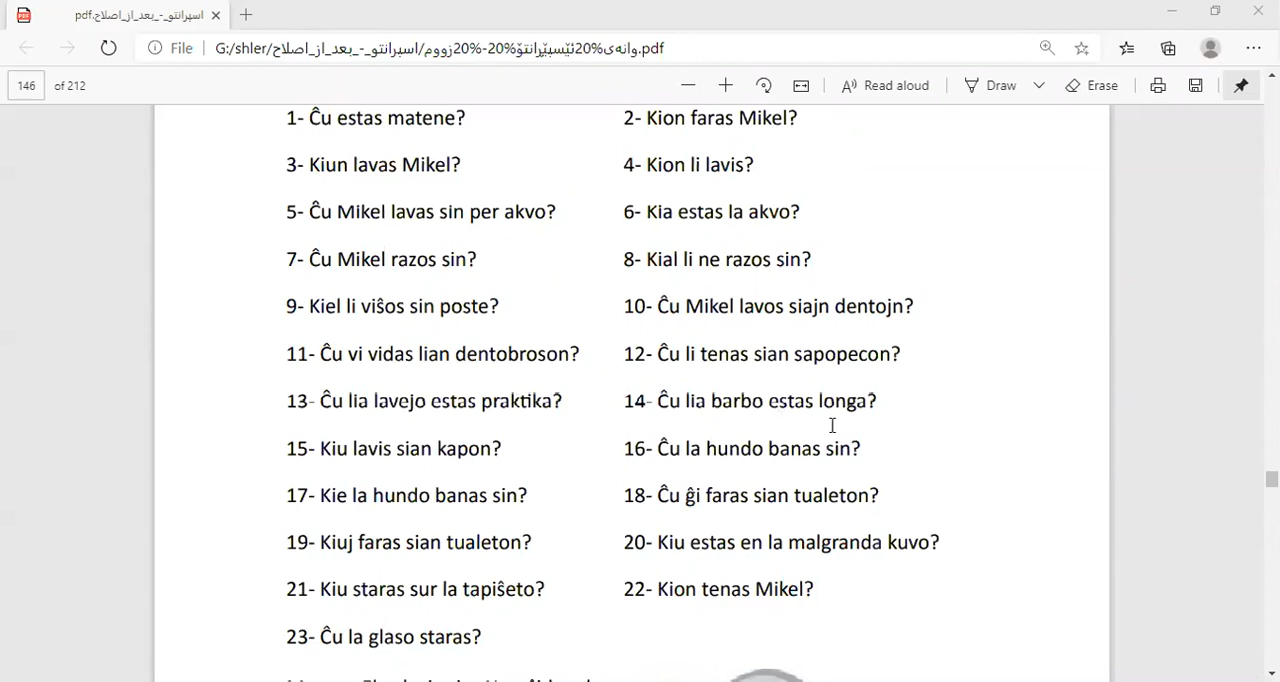 اسپرانتو_-_بعد_از_اصلاح.pdf
File G:/shler/وانەی%20ئێسپێرانتۆ%20-%20زووم/اسپرانتو_-_بعد_از_اصلاح.pdf
146 of 212 Read aloud Draw Erase
1- Ĉu estas matene? 2- Kion faras Mikel?
3- Kiun lavas Mikel? 4- Kion li lavis?
5- Ĉu Mikel lavas sin per akvo? 6- Kia estas la akvo?
7- Ĉu Mikel razos sin? 8- Kial li ne razos sin?
9- Kiel li viŝos sin poste? 10- Ĉu Mikel lavos siajn dentojn?
11- Ĉu vi vidas lian dentobroson? 12- Ĉu li tenas sian sapopecon?
13- Ĉu lia lavejo estas praktika? 14- Ĉu lia barbo estas longa?
15- Kiu lavis sian kapon? 16- Ĉu la hundo banas sin?
17- Kie la hundo banas sin? 18- Ĉu ĝi faras sian tualeton?
19- Kiuj faras sian tualeton? 20- Kiu estas en la malgranda kuvo?
21- Kiu staras sur la tapiŝeto? 22- Kion tenas Mikel?
23- Ĉu la glaso staras?